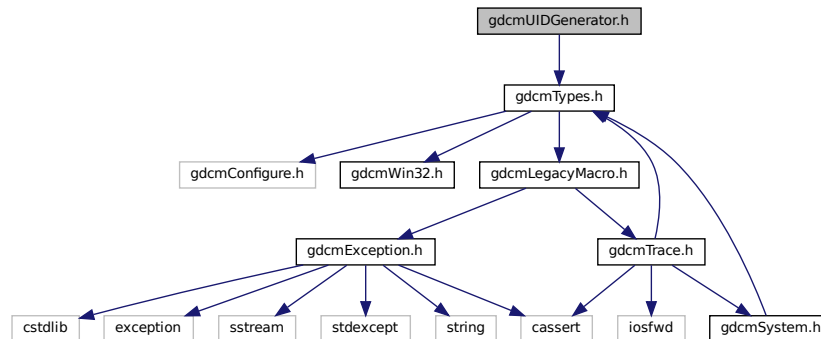 gdcmUIDGenerator.h
gdcmTypes.h
gdcmConfigure.h
gdcmWin32.h
gdcmLegacyMacro.h
gdcmException.h
gdcmTrace.h
cstdlib
exception
sstream
stdexcept
string
cassert
iosfwd
gdcmSystem.h